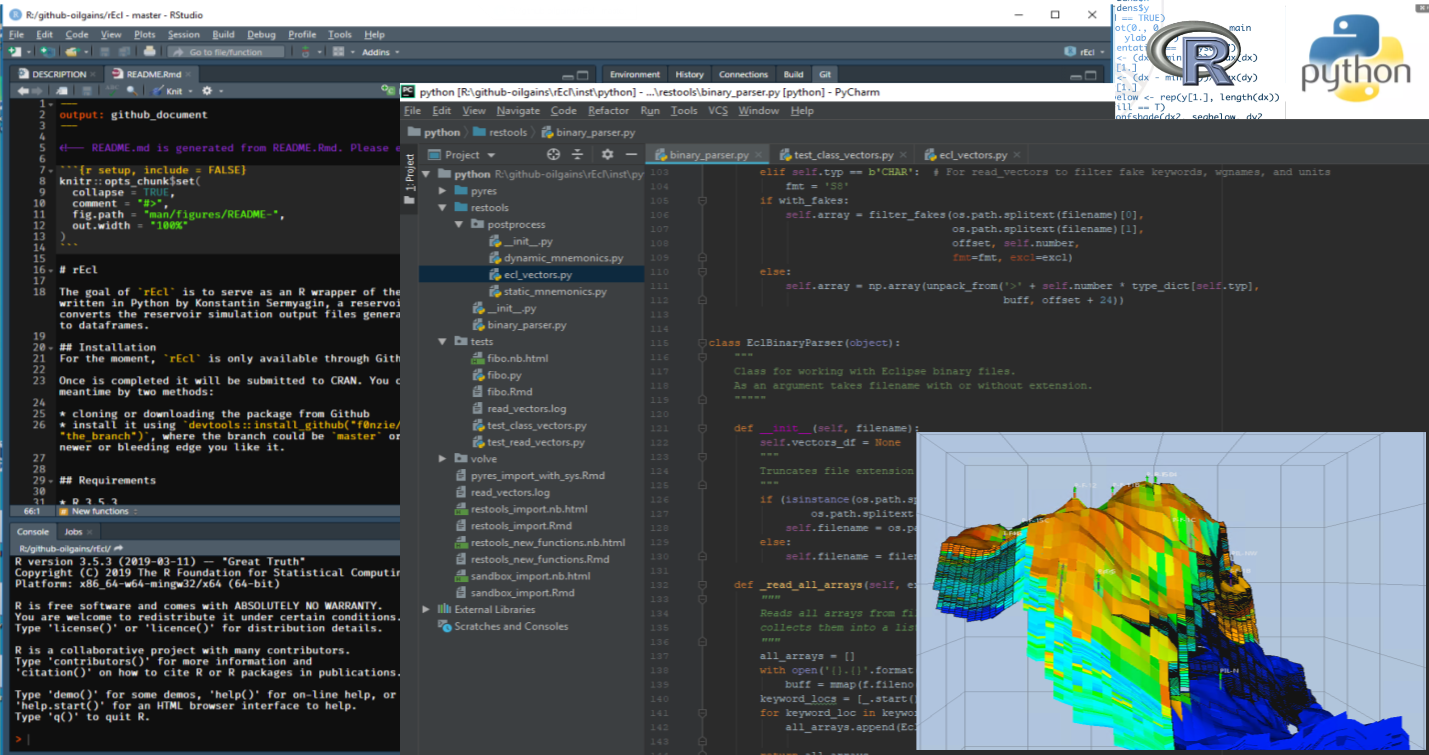 R:/github-oilgains/rEcl - master - RStudio
File Edit Code View Plots Session Build Debug Profile Tools Help
Go to file/function
Addins
rEcl
DESCRIPTION
README.Rmd
Environment History Connections Build Git
Knit
1 ---
2 output: github_document
3 ---
4
5 <!-- README.md is generated from README.Rmd. Please e
6
7 ```{r setup, include = FALSE}
8 knitr::opts_chunk$set(
9 collapse = TRUE,
10 comment = "#>",
11 fig.path = "man/figures/README-",
12 out.width = "100%"
13 )
14 ```
15
16 # rEcl
17
18 The goal of `rEcl` is to serve as an R wrapper of the
written in Python by Konstantin Sermyagin, a reservoi
converts the reservoir simulation output files genera
to dataframes.
19
20 ## Installation
21 For the moment, `rEcl` is only available through Gith
22
23 Once is completed it will be submitted to CRAN. You c
meantime by two methods:
24
25 * cloning or downloading the package from Github
26 * install it using `devtools::install_github("f0nzie/
"the_branch")`, where the branch could be `master` or
newer or bleeding edge you like it.
27
28
29 ## Requirements
30
31 * R 3.5.3
66:1 New functions
Console Jobs
R:/github-oilgains/rEcl/
R version 3.5.3 (2019-03-11) -- "Great Truth"
Copyright (C) 2019 The R Foundation for Statistical Computin
Platform: x86_64-w64-mingw32/x64 (64-bit)
R is free software and comes with ABSOLUTELY NO WARRANTY.
You are welcome to redistribute it under certain conditions.
Type 'license()' or 'licence()' for distribution details.
R is a collaborative project with many contributors.
Type 'contributors()' for more information and
'citation()' on how to cite R or R packages in publications.
Type 'demo()' for some demos, 'help()' for on-line help, or
'help.start()' for an HTML browser interface to help.
Type 'q()' to quit R.
>
python [R:\github-oilgains\rEcl\inst\python] - ...\restools\binary_parser.py [python] - PyCharm
File Edit View Navigate Code Refactor Run Tools VCS Window Help
python restools binary_parser.py
1: Project
Project
binary_parser.py
test_class_vectors.py
ecl_vectors.py
python R:\github-oilgains\rEcl\inst\py
pyres
restools
postprocess
__init__.py
dynamic_mnemonics.py
ecl_vectors.py
static_mnemonics.py
__init__.py
binary_parser.py
tests
fibo.nb.html
fibo.py
fibo.Rmd
read_vectors.log
test_class_vectors.py
test_read_vectors.py
volve
pyres_import_with_sys.Rmd
read_vectors.log
restools_import.nb.html
restools_import.Rmd
restools_new_functions.nb.html
restools_new_functions.Rmd
sandbox_import.nb.html
sandbox_import.Rmd
External Libraries
Scratches and Consoles
103 elif self.typ == b'CHAR': # For read_vectors to filter fake keywords, wgnames, and units
104 fmt = 'S8'
105 if with_fakes:
106 self.array = filter_fakes(os.path.splitext(filename)[0],
107 os.path.splitext(filename)[1],
108 offset, self.number,
109 fmt=fmt, excl=excl)
110 else:
111 self.array = np.array(unpack_from('>' + self.number * type_dict[self.typ],
112 buff, offset + 24))
113
114
115 class EclBinaryParser(object):
116 """
117 Class for working with Eclipse binary files.
118 As an argument takes filename with or without extension.
119 """""
120
121 def __init__(self, filename):
122 self.vectors_df = None
123 """
124 Truncates file extension
125 """
126 if (isinstance(os.path.sp
127 os.path.splitext
128 self.filename = os.pa
129 else:
130 self.filename = filen
131
132 def _read_all_arrays(self, e
133 """
134 Reads all arrays from fil
135 collects them into a lis
136 """
137 all_arrays = []
138 with open('{}.{}'.format
139 buff = mmap(f.fileno
140 keyword_locs = [_.start()
141 for keyword_loc in keywor
142 all_arrays.append(Ecl
143
return all_arrays
dens$y
== TRUE)
main
ylab
<- (dx
[1.]
<- (dx - min
(dy)
[1.]
elow <- rep(y[1.], length(dx))
ill == T)
onfshade(dx2, seqbelow, dy2
R
python